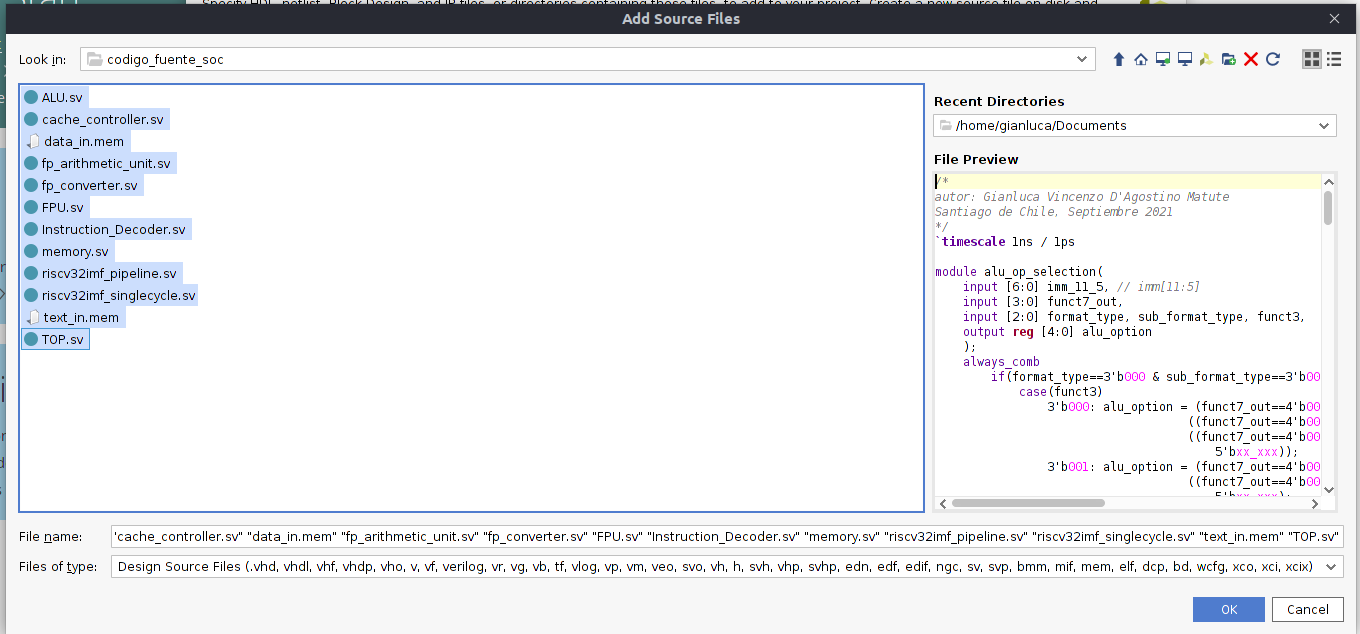 Specify HDL, netlist, Block Design, and IP files, or directories containing those files, to add to your project. Create a new source file on disk and
Add Source Files
Look in: codigo_fuente_soc
ALU.sv
cache_controller.sv
data_in.mem
fp_arithmetic_unit.sv
fp_converter.sv
FPU.sv
Instruction_Decoder.sv
memory.sv
riscv32imf_pipeline.sv
riscv32imf_singlecycle.sv
text_in.mem
TOP.sv
Recent Directories
/home/gianluca/Documents
File Preview
/*
autor: Gianluca Vincenzo D'Agostino Matute
Santiago de Chile, Septiembre 2021
*/
`timescale 1ns / 1ps
module alu_op_selection(
input [6:0] imm_11_5, // imm[11:5]
input [3:0] funct7_out,
input [2:0] format_type, sub_format_type, funct3,
output reg [4:0] alu_option
);
always_comb
if(format_type==3'b000 & sub_format_type==3'b00
case(funct3)
3'b000: alu_option = (funct7_out==4'b00
((funct7_out==4'b00
((funct7_out==4'b00
5'bxx_xxx));
3'b001: alu_option = (funct7_out==4'b00
((funct7_out==4'b00
5'bxx_xxx);
File name: 'cache_controller.sv" "data_in.mem" "fp_arithmetic_unit.sv" "fp_converter.sv" "FPU.sv" "Instruction_Decoder.sv" "memory.sv" "riscv32imf_pipeline.sv" "riscv32imf_singlecycle.sv" "text_in.mem" "TOP.sv"
Files of type: Design Source Files (.vhd, vhdl, vhf, vhdp, vho, v, vf, verilog, vr, vg, vb, tf, vlog, vp, vm, veo, svo, vh, h, svh, vhp, svhp, edn, edf, edif, ngc, sv, svp, bmm, mif, mem, elf, dcp, bd, wcfg, xco, xci, xcix)
OK Cancel